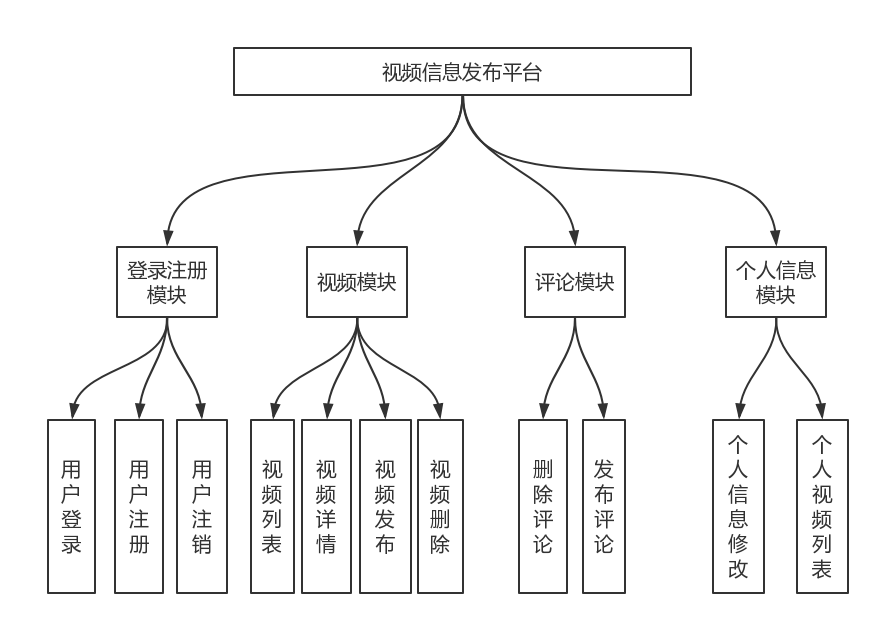 视频信息发布平台
登录注册
模块
视频模块
评论模块
个人信息
模块
用户登录
用户注册
用户注销
视频列表
视频详情
视频发布
视频删除
删除评论
发布评论
个人信息修改
个人视频列表